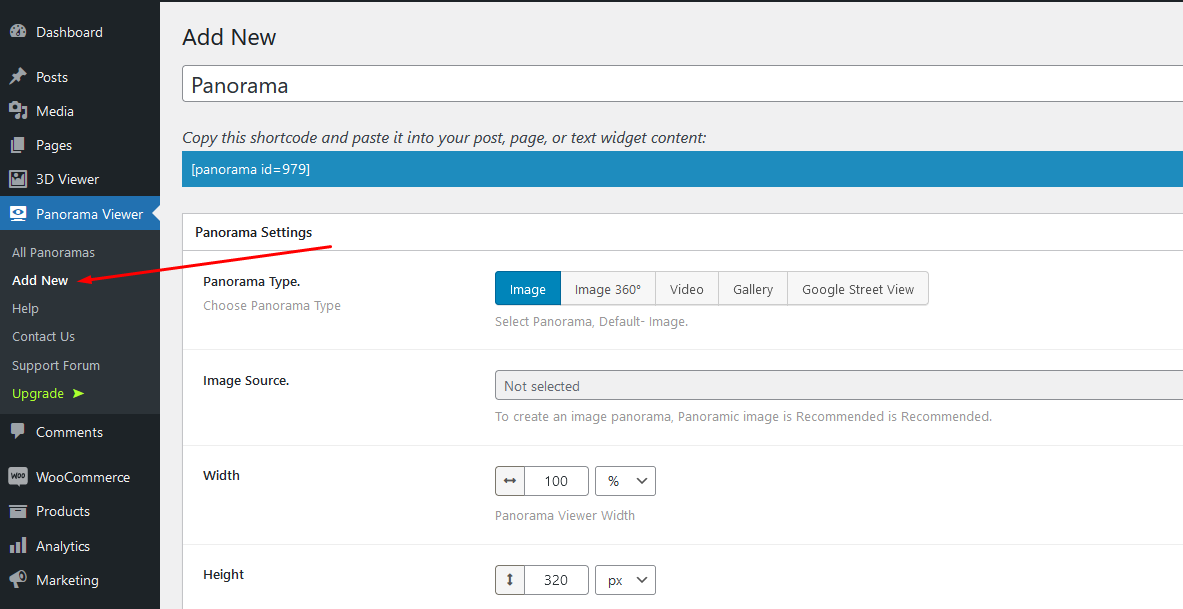 Dashboard
Posts
Media
Pages
3D Viewer
Panorama Viewer
All Panoramas
Add New
Help
Contact Us
Support Forum
Upgrade ➤
Comments
WooCommerce
Products
Analytics
Marketing
Add New
Panorama
Copy this shortcode and paste it into your post, page, or text widget content:
[panorama id=979]
Panorama Settings
Panorama Type.
Choose Panorama Type
Image Image 360° Video Gallery Google Street View
Select Panorama, Default- Image.
Image Source.
Not selected
To create an image panorama, Panoramic image is Recommended is Recommended.
Width
100 %
Panorama Viewer Width
Height
320 px